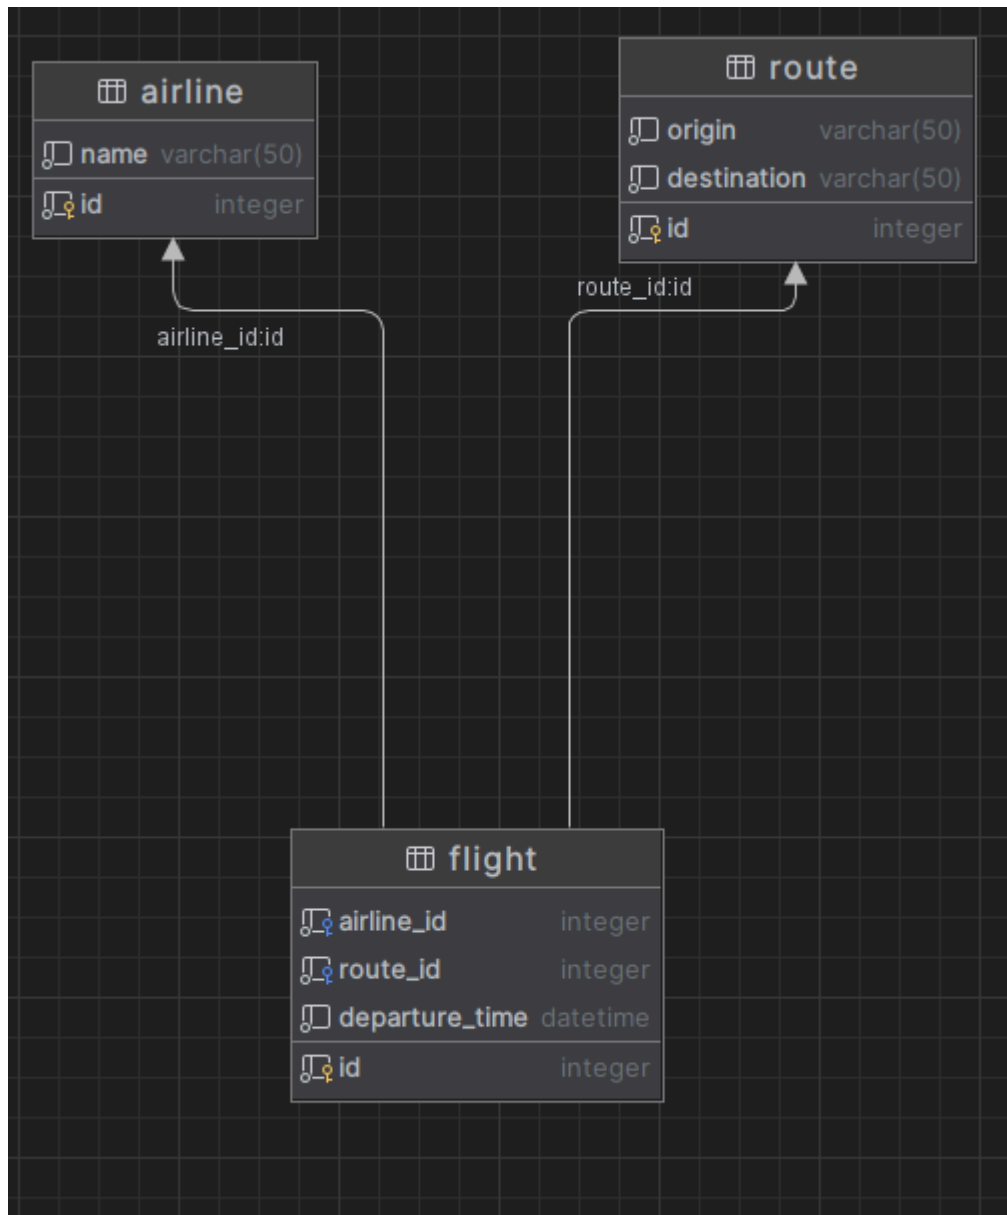 airline
name varchar(50)
id integer
route
origin varchar(50)
destination varchar(50)
id integer
route_id:id
airline_id:id
flight
airline_id integer
route_id integer
departure_time datetime
id integer